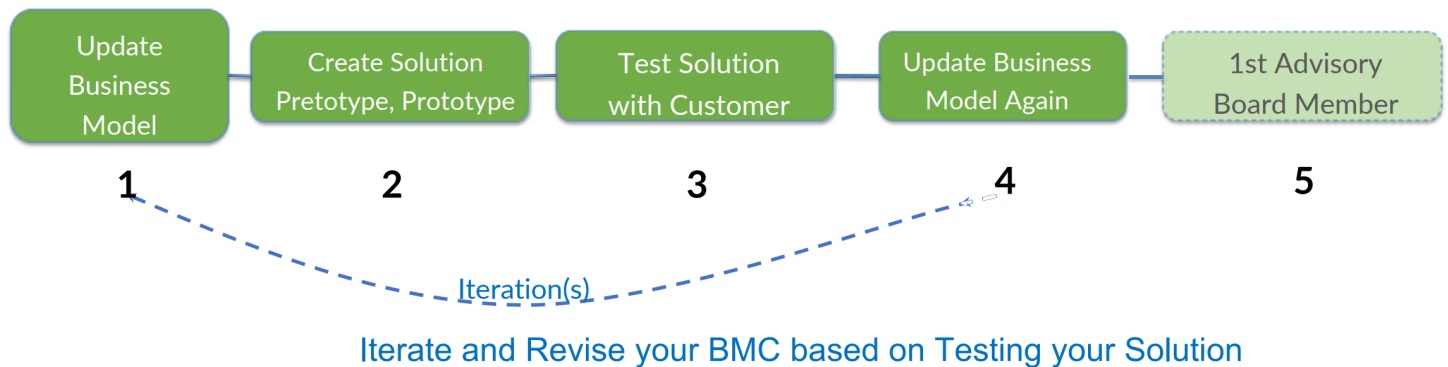 Update
Business
Model
Create Solution
Pretotype, Prototype
Test Solution
with Customer
Update Business
Model Again
1st Advisory
Board Member
1
2
3
4
5
Iteration(s)
Iterate and Revise your BMC based on Testing your Solution